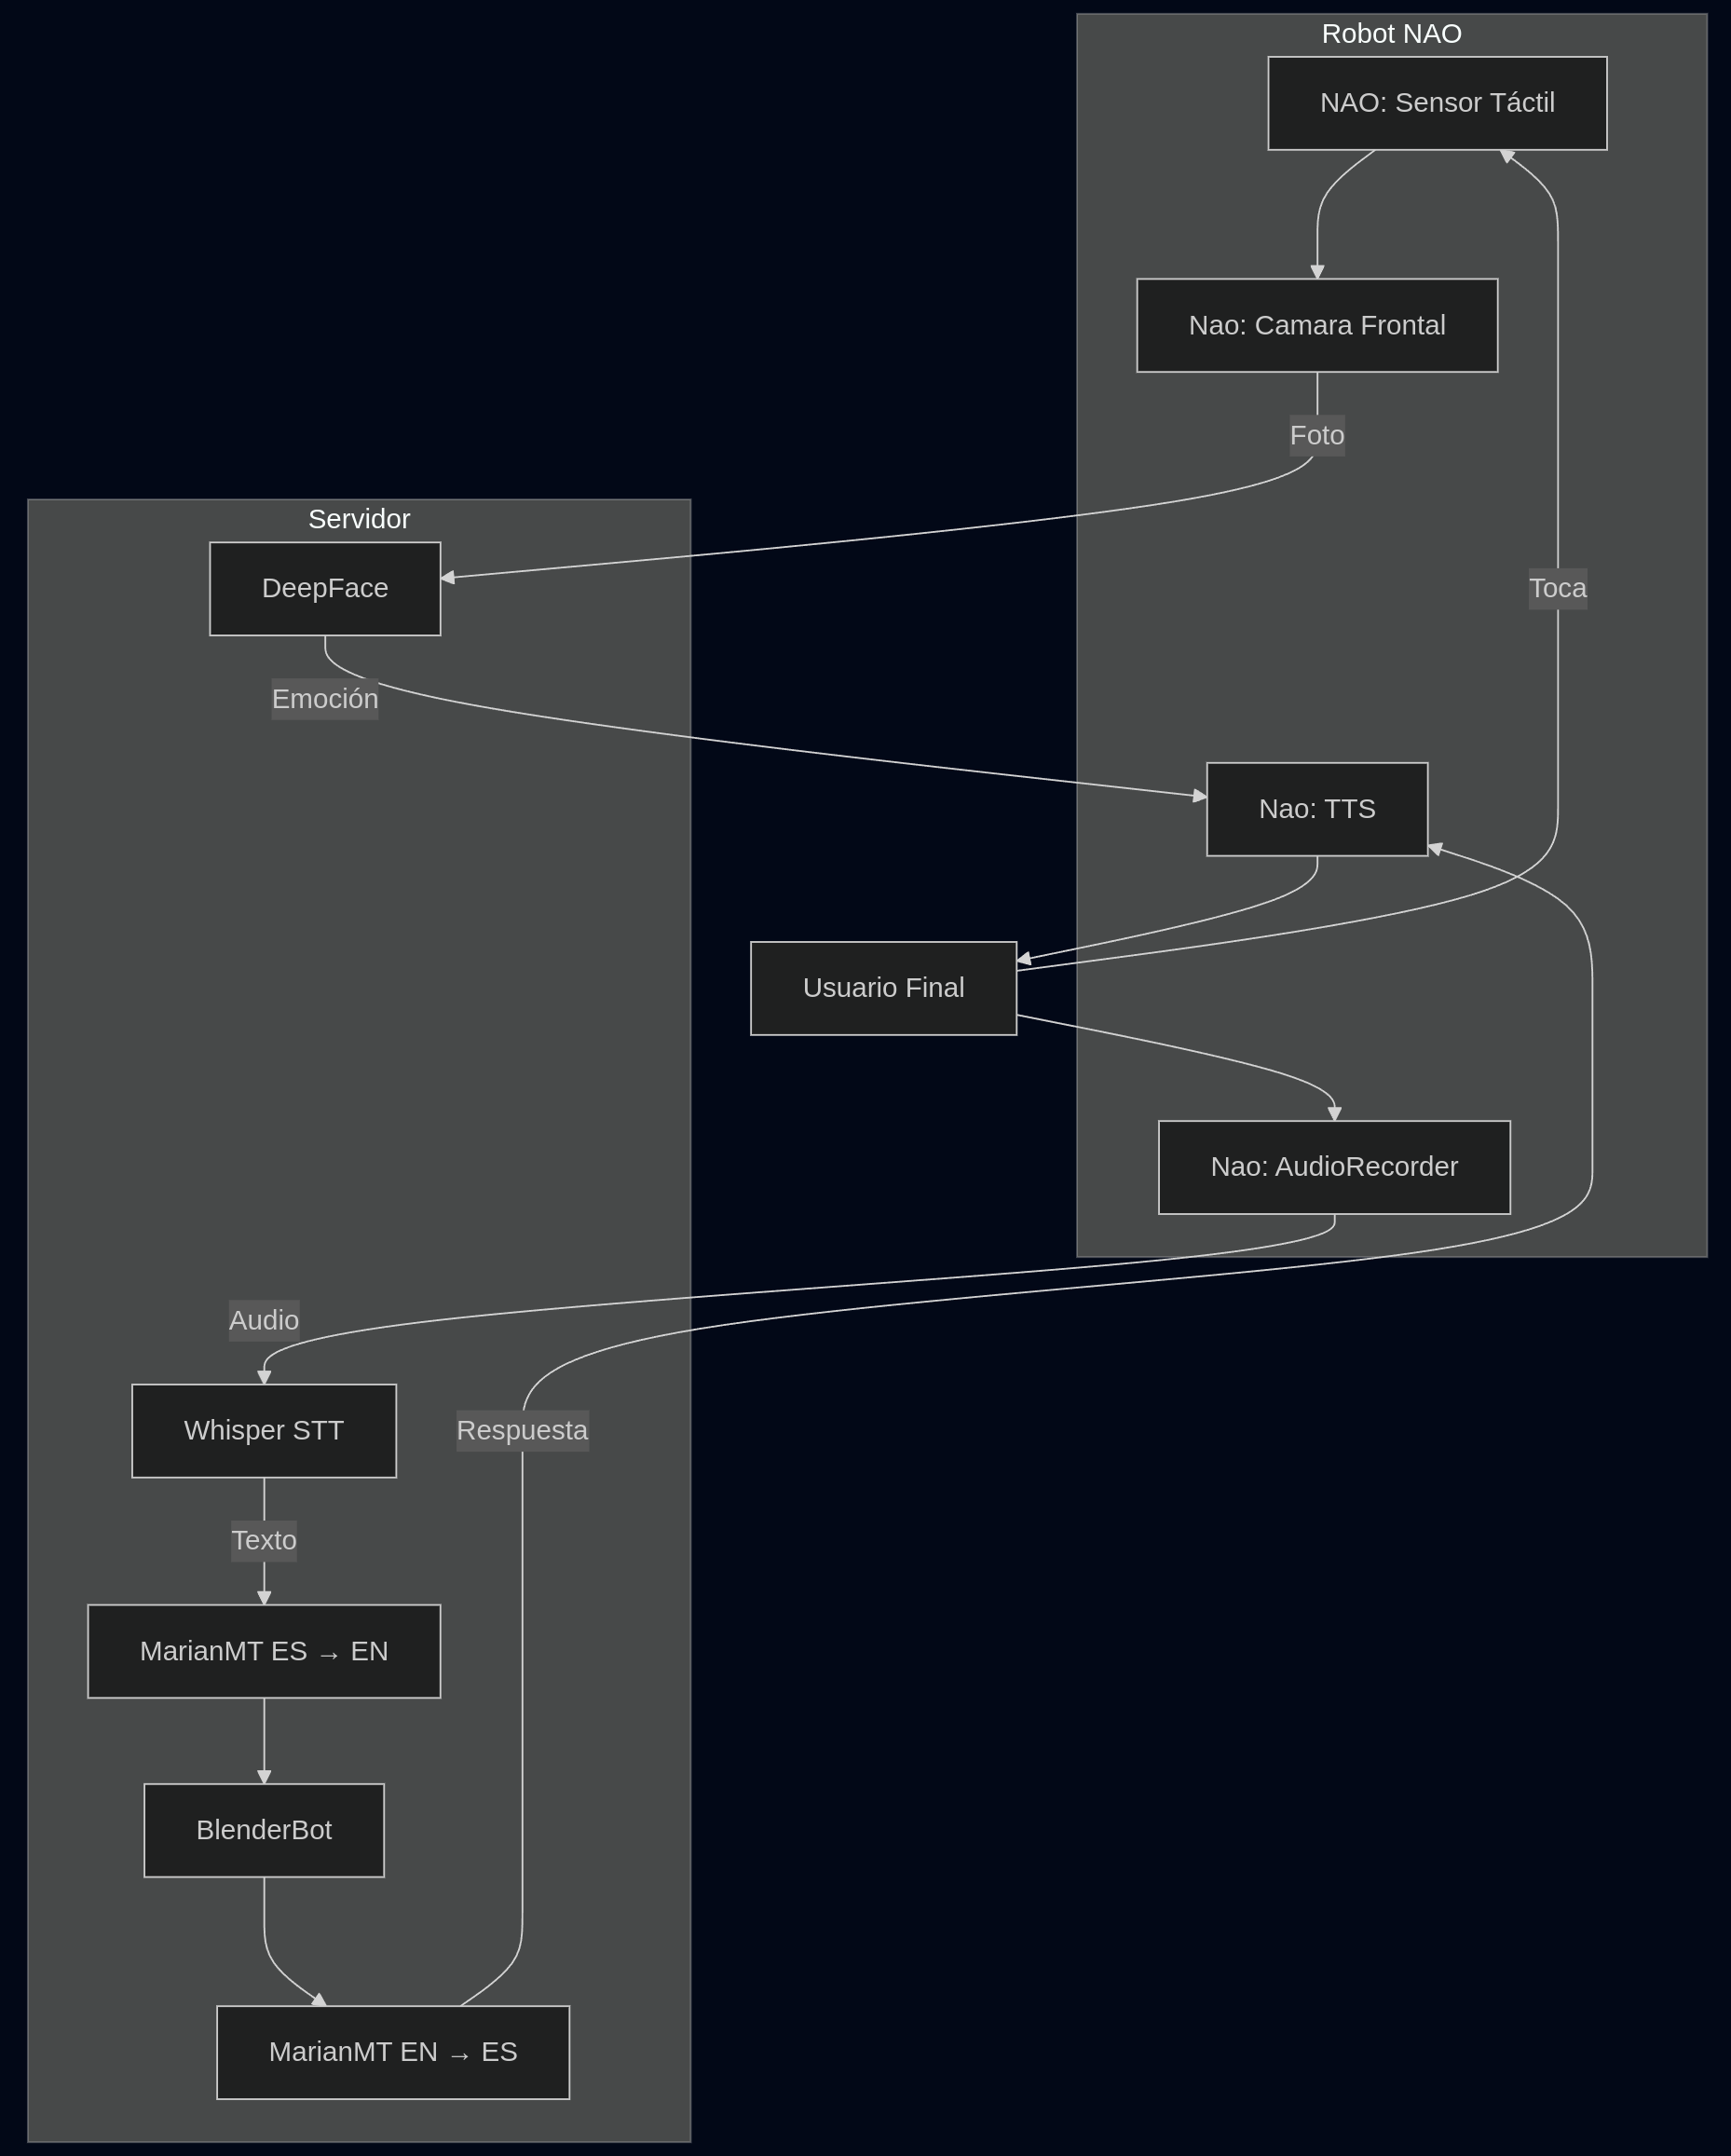 Robot NAO
NAO: Sensor Táctil
Nao: Camara Frontal
Foto
Servidor
DeepFace
Toca
Emoción
Nao: TTS
Usuario Final
Nao: AudioRecorder
Audio
Whisper STT
Respuesta
Texto
MarianMT ES → EN
BlenderBot
MarianMT EN → ES